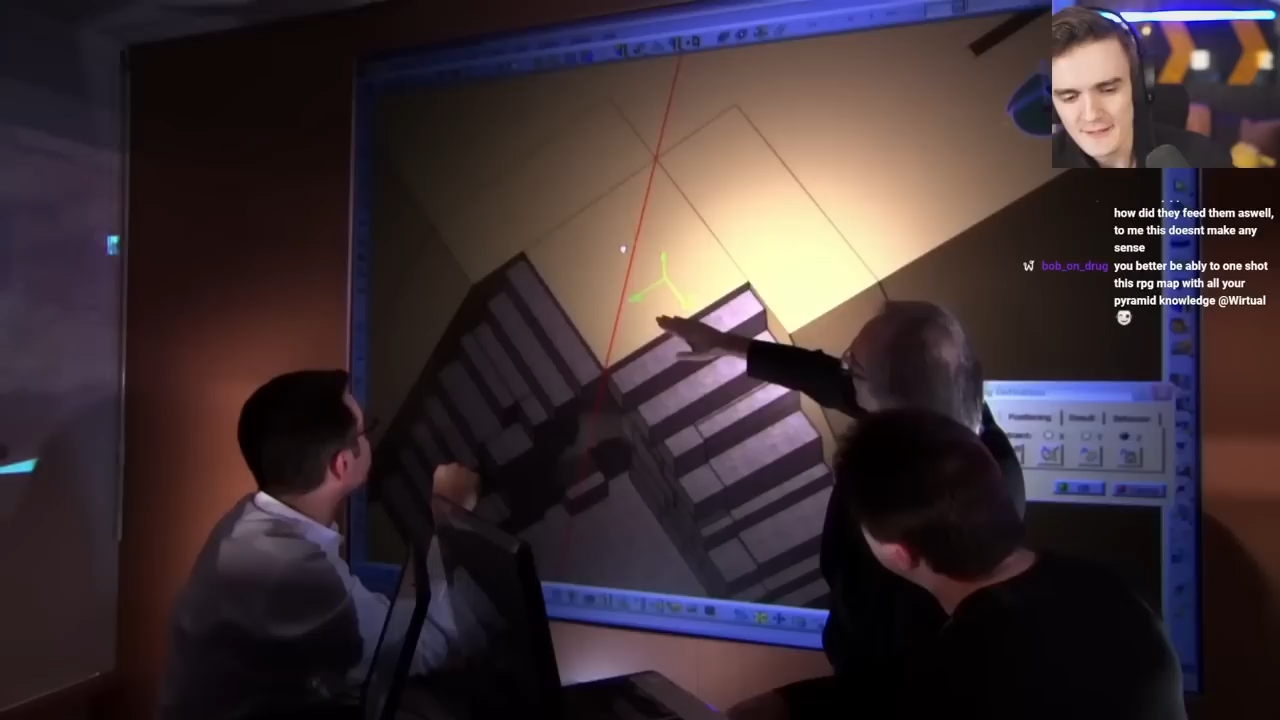 how did they feed them aswell,
to me this doesnt make any
sense
bob_on_drug you better be ably to one shot
this rpg map with all your
pyramid knowledge @Wirtual
Positioning